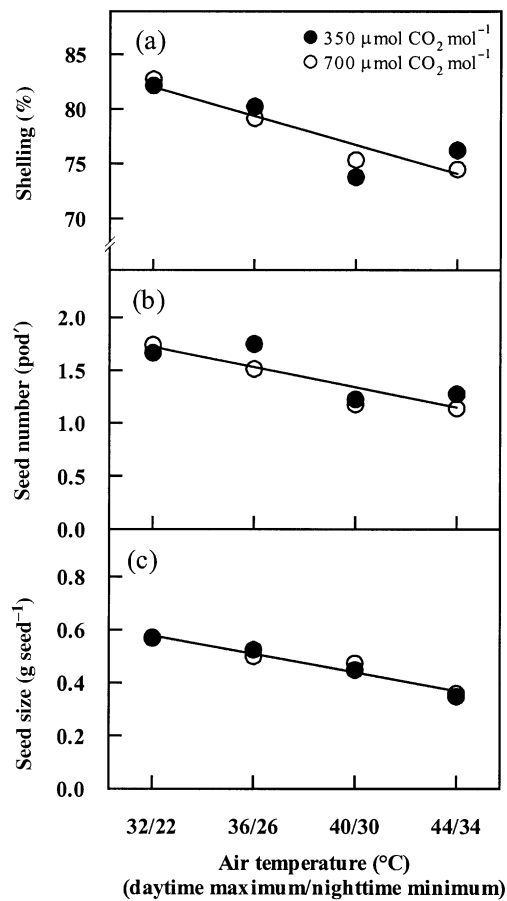 (a)
350 µmol CO₂ mol⁻¹
700 µmol CO₂ mol⁻¹
85
80
75
70
Shelling (%)
(b)
2.0
1.5
1.0
0.5
0.0
Seed number (pod′)
(c)
0.8
0.6
0.4
0.2
0.0
Seed size (g seed⁻¹)
32/22 36/26 40/30 44/34
Air temperature (°C)
(daytime maximum/nighttime minimum)